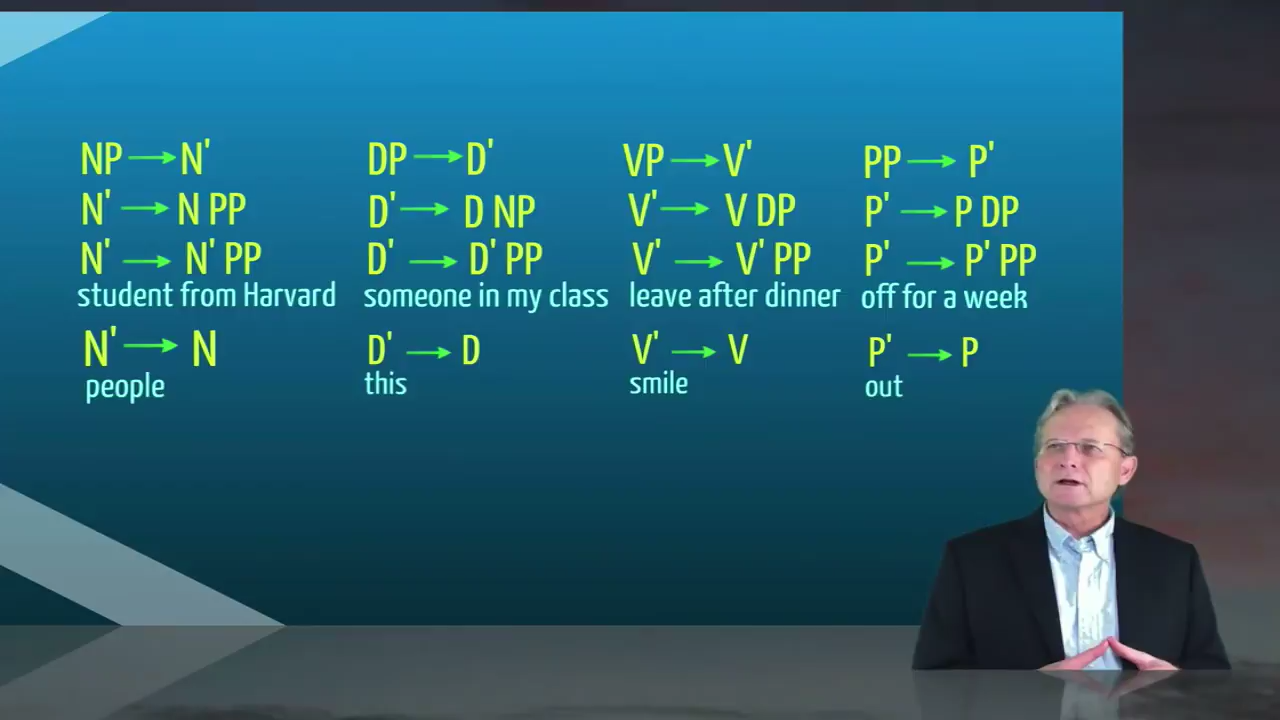 NP → N'
N' → N PP
N' → N' PP
student from Harvard
N' → N
people
DP → D'
D' → D NP
D' → D' PP
someone in my class
D' → D
this
VP → V'
V' → V DP
V' → V' PP
leave after dinner
V' → V
smile
PP → P'
P' → P DP
P' → P' PP
off for a week
P' → P
out